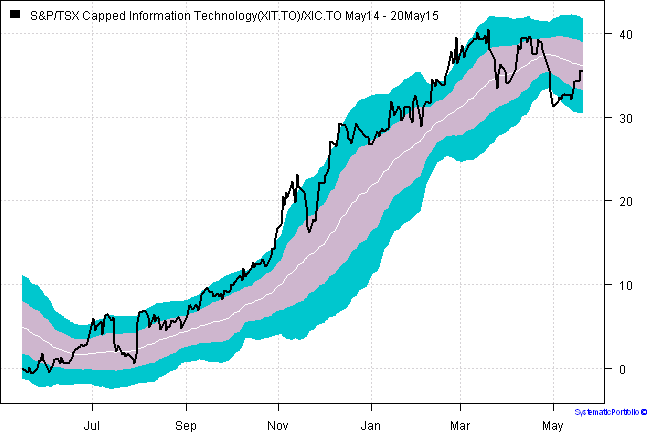 S&P/TSX Capped Information Technology(XIT.TO)/XIC.TO May14 - 20May15
40
30
20
10
0
Jul Sep Nov Jan Mar May
SystematicPortfolio ©